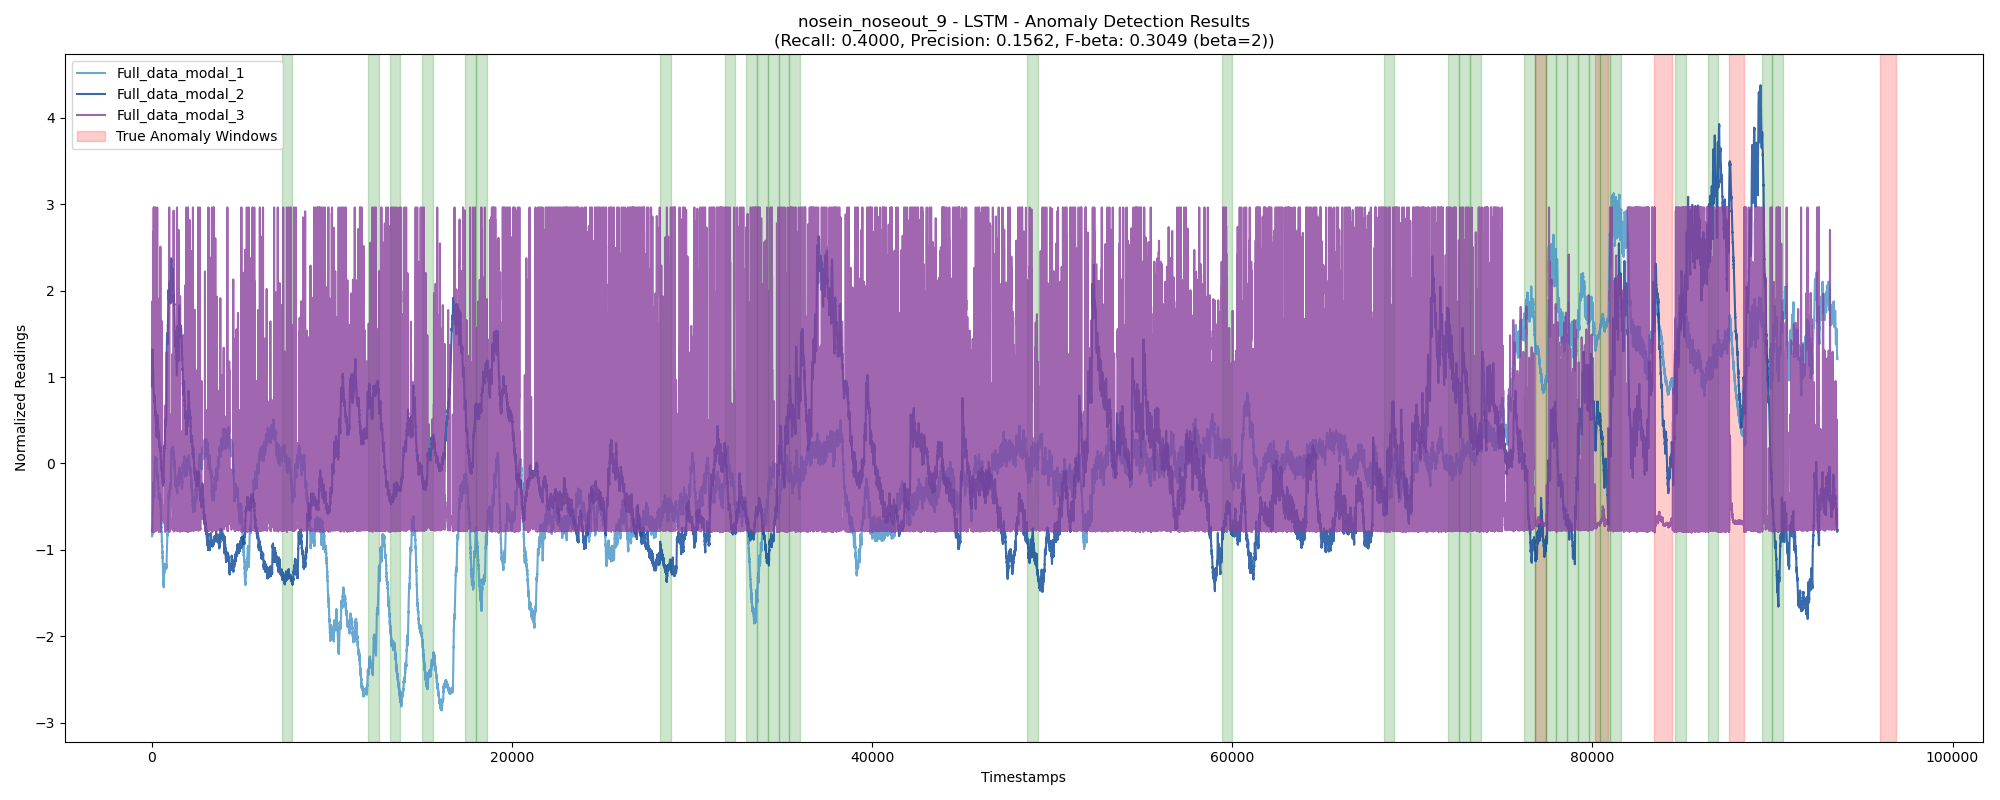 nosein_noseout_9 - LSTM - Anomaly Detection Results
(Recall: 0.4000, Precision: 0.1562, F-beta: 0.3049 (beta=2))
Full_data_modal_1
Full_data_modal_2
Full_data_modal_3
True Anomaly Windows
Normalized Readings
4
3
2
1
0
−1
−2
−3
0
20000
40000
60000
80000
100000
Timestamps